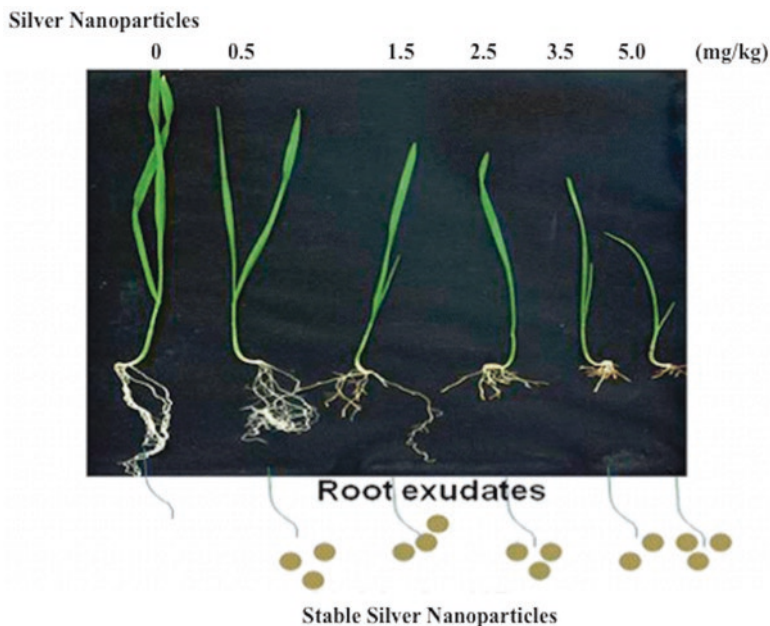 Silver Nanoparticles
0 0.5 1.5 2.5 3.5 5.0 (mg/kg)
Root exudates
Stable Silver Nanoparticles